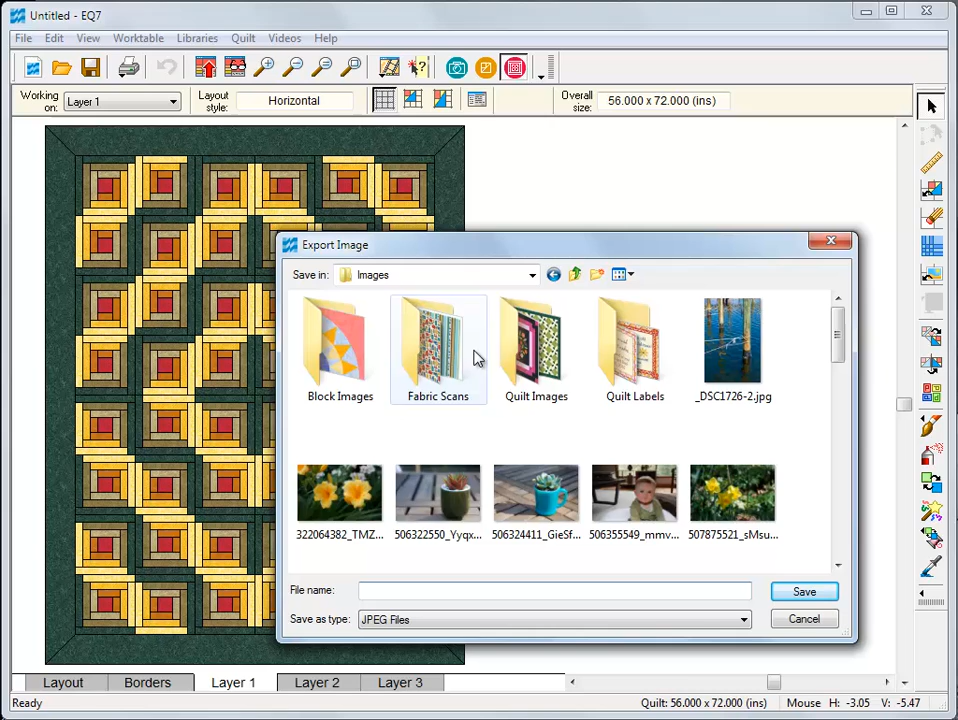 Untitled - EQ7
File Edit View Worktable Libraries Quilt Videos Help
Working on: Layer 1 Layout style: Horizontal Overall size: 56.000 x 72.000 (ins)
Export Image
Save in: Images
Block Images Fabric Scans Quilt Images Quilt Labels _DSC1726-2.jpg
322064382_TMZ... 506322550_Yyqx... 506324411_GieSf... 506355549_mmv... 507875521_sMsu...
File name: Save
Save as type: JPEG Files Cancel
Layout Borders Layer 1 Layer 2 Layer 3
Ready Quilt: 56.000 x 72.000 (ins) Mouse H: -3.05 V: -5.47